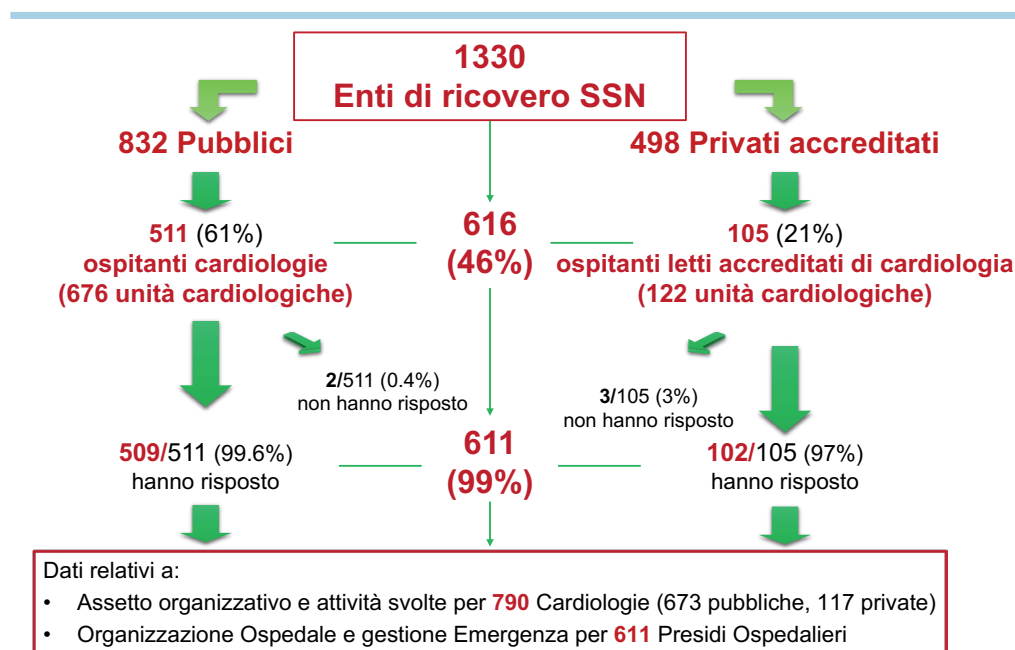 1330
Enti di ricovero SSN
832 Pubblici
498 Privati accreditati
511 (61%)
ospitanti cardiologie
(676 unità cardiologiche)
616
(46%)
105 (21%)
ospitanti letti accreditati di cardiologia
(122 unità cardiologiche)
2/511 (0.4%)
non hanno risposto
3/105 (3%)
non hanno risposto
509/511 (99.6%)
hanno risposto
611
(99%)
102/105 (97%)
hanno risposto
Dati relativi a:
• Assetto organizzativo e attività svolte per 790 Cardiologie (673 pubbliche, 117 private)
• Organizzazione Ospedale e gestione Emergenza per 611 Presidi Ospedalieri